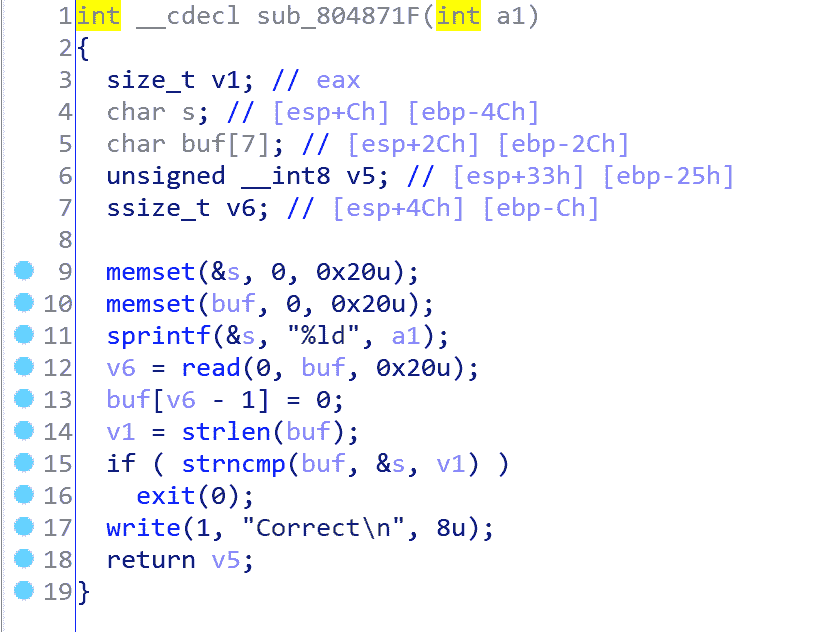 1 int __cdecl sub_804871F(int a1)
2 {
3 size_t v1; // eax
4 char s; // [esp+Ch] [ebp-4Ch]
5 char buf[7]; // [esp+2Ch] [ebp-2Ch]
6 unsigned __int8 v5; // [esp+33h] [ebp-25h]
7 ssize_t v6; // [esp+4Ch] [ebp-Ch]
8
9 memset(&s, 0, 0x20u);
10 memset(buf, 0, 0x20u);
11 sprintf(&s, "%ld", a1);
12 v6 = read(0, buf, 0x20u);
13 buf[v6 - 1] = 0;
14 v1 = strlen(buf);
15 if ( strncmp(buf, &s, v1) )
16 exit(0);
17 write(1, "Correct\n", 8u);
18 return v5;
19 }